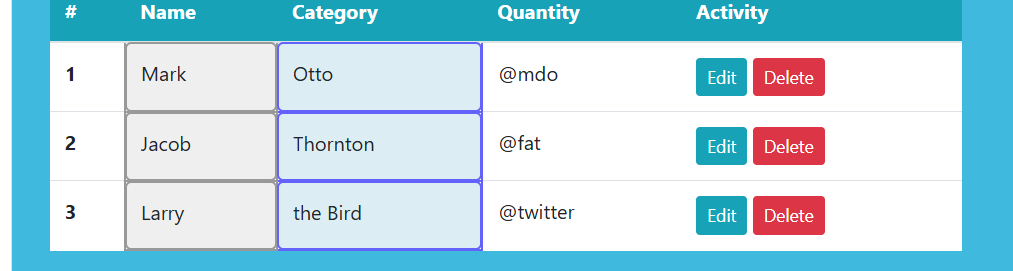 # Name Category Quantity Activity
1 Mark Otto @mdo Edit Delete
2 Jacob Thornton @fat Edit Delete
3 Larry the Bird @twitter Edit Delete